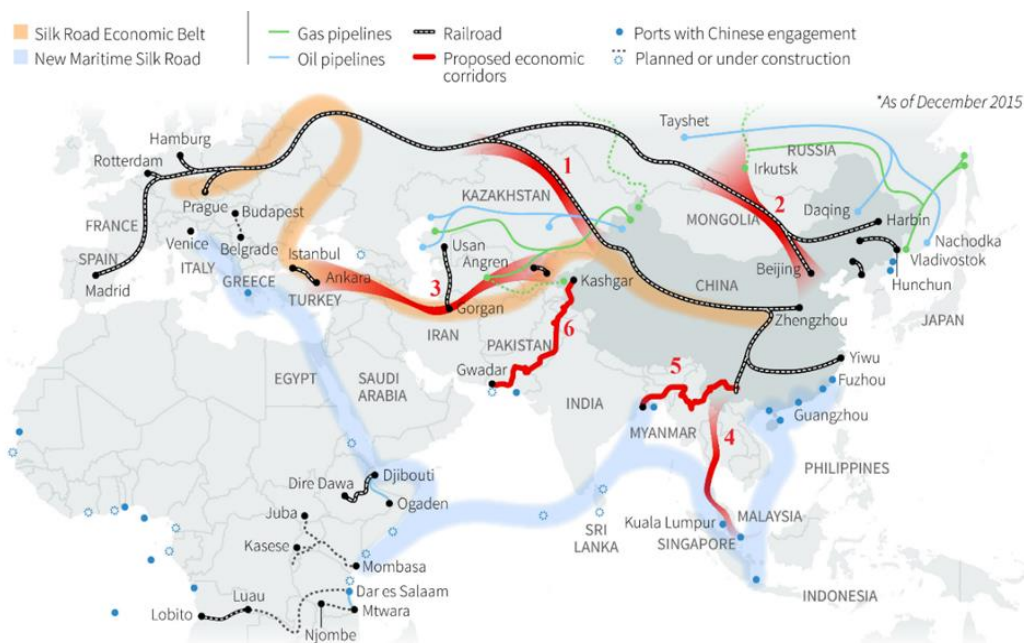 Silk Road Economic Belt
New Maritime Silk Road
Gas pipelines
Oil pipelines
Railroad
Proposed economic
corridors
Ports with Chinese engagement
Planned or under construction
*As of December 2015
Hamburg
Rotterdam
Tayshet
RUSSIA
Irkutsk
1
KAZAKHSTAN
FRANCE
Prague
Budapest
MONGOLIA
2
Daqing
Harbin
Venice
Belgrade
Usan
Nachodka
SPAIN
ITALY
Istanbul
Angren
Vladivostok
Madrid
GREECE
Ankara
Beijing
Hunchun
TURKEY
3
Kashgar
CHINA
Gorgan
JAPAN
IRAN
6
Zhengzhou
PAKISTAN
Yiwu
EGYPT
SAUDI
ARABIA
Gwadar
5
Fuzhou
INDIA
Guangzhou
MYANMAR
4
PHILIPPINES
Djibouti
Dire Dawa
Ogaden
Juba
SRI
LANKA
Kuala Lumpur
MALAYSIA
SINGAPORE
Kasese
Mombasa
Dar es Salaam
INDONESIA
Luau
Lobito
Mtwara
Njombe